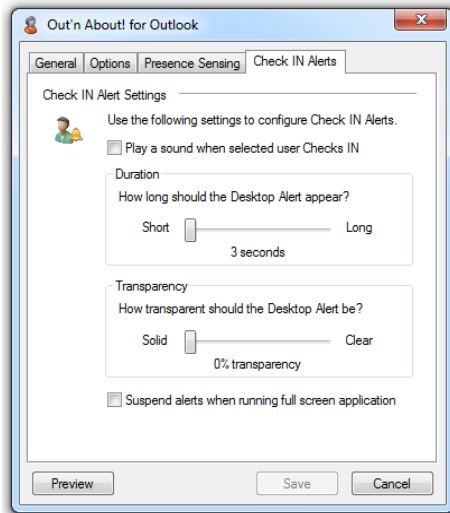 Out'n About! for Outlook
General Options Presence Sensing Check IN Alerts
Check IN Alert Settings
Use the following settings to configure Check IN Alerts.
Play a sound when selected user Checks IN
Duration
How long should the Desktop Alert appear?
Short Long
3 seconds
Transparency
How transparent should the Desktop Alert be?
Solid Clear
0% transparency
Suspend alerts when running full screen application
Preview Save Cancel